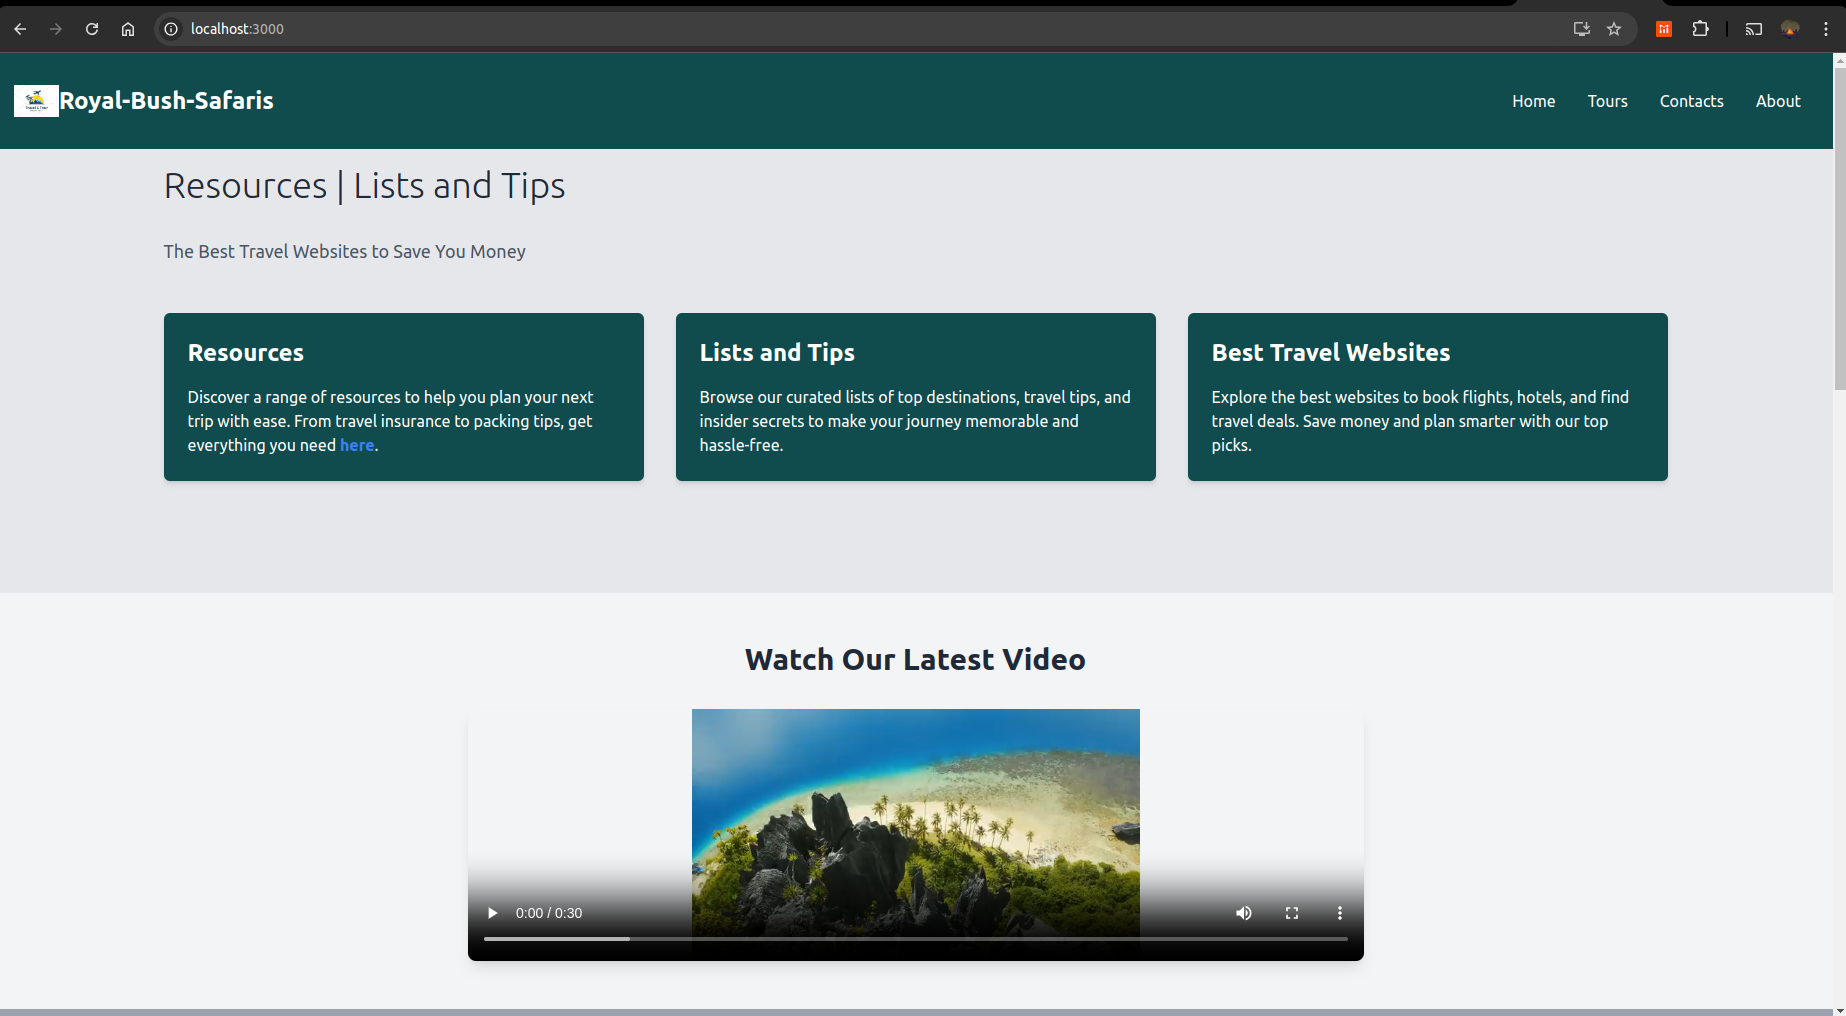 localhost:3000
Travel & Tour
Royal-Bush-Safaris
Home Tours Contacts About
Resources | Lists and Tips
The Best Travel Websites to Save You Money
Resources
Discover a range of resources to help you plan your next
trip with ease. From travel insurance to packing tips, get
everything you need here.
Lists and Tips
Browse our curated lists of top destinations, travel tips, and
insider secrets to make your journey memorable and
hassle-free.
Best Travel Websites
Explore the best websites to book flights, hotels, and find
travel deals. Save money and plan smarter with our top
picks.
Watch Our Latest Video
0:00 / 0:30